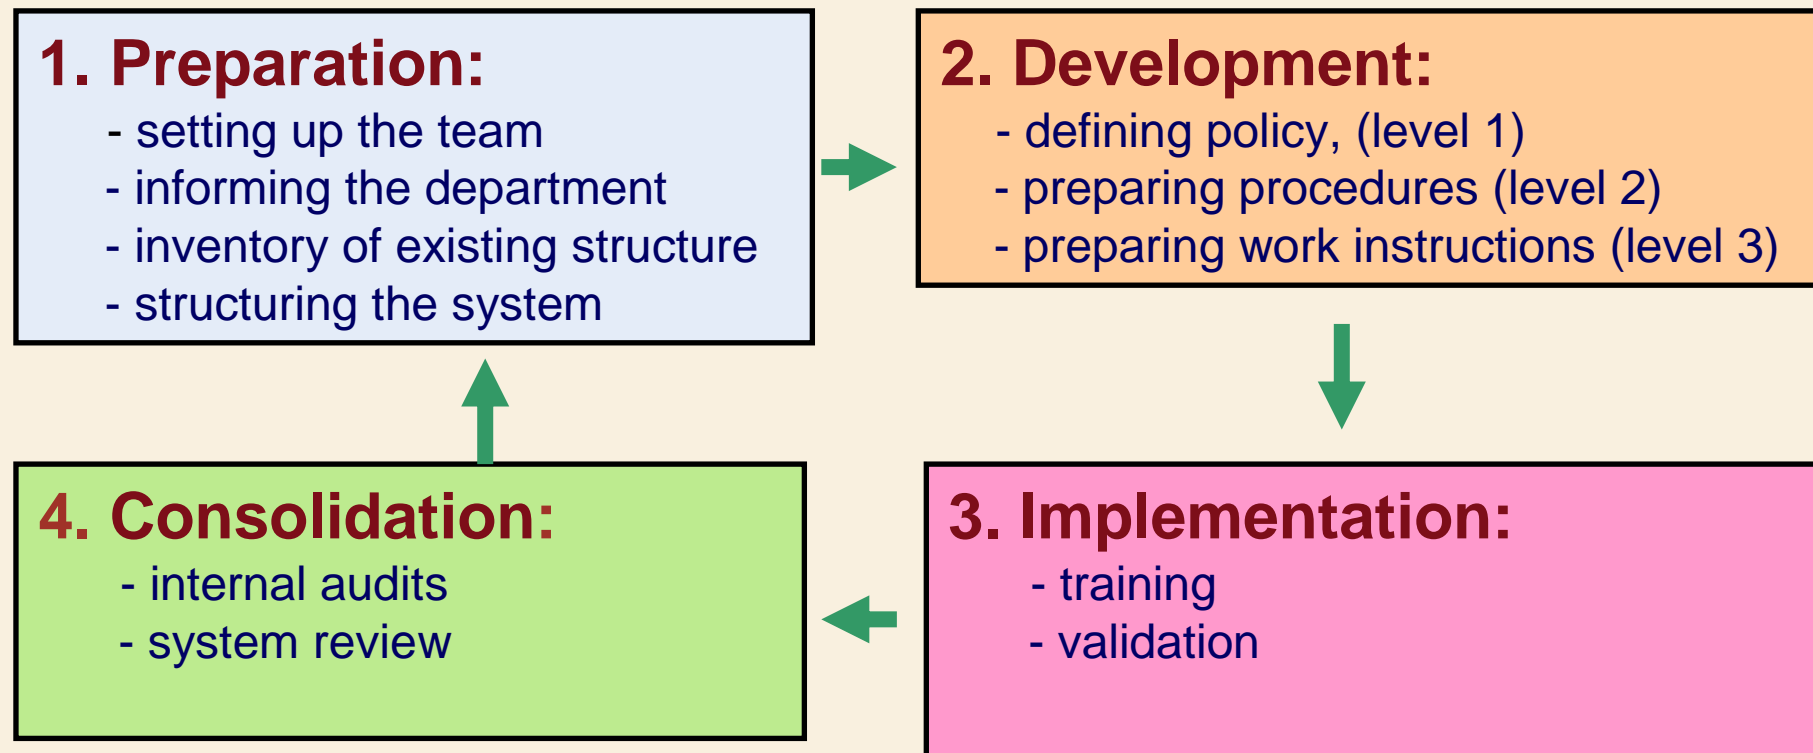 1. Preparation:
- setting up the team
- informing the department
- inventory of existing structure
- structuring the system
2. Development:
- defining policy, (level 1)
- preparing procedures (level 2)
- preparing work instructions (level 3)
4. Consolidation:
- internal audits
- system review
3. Implementation:
- training
- validation